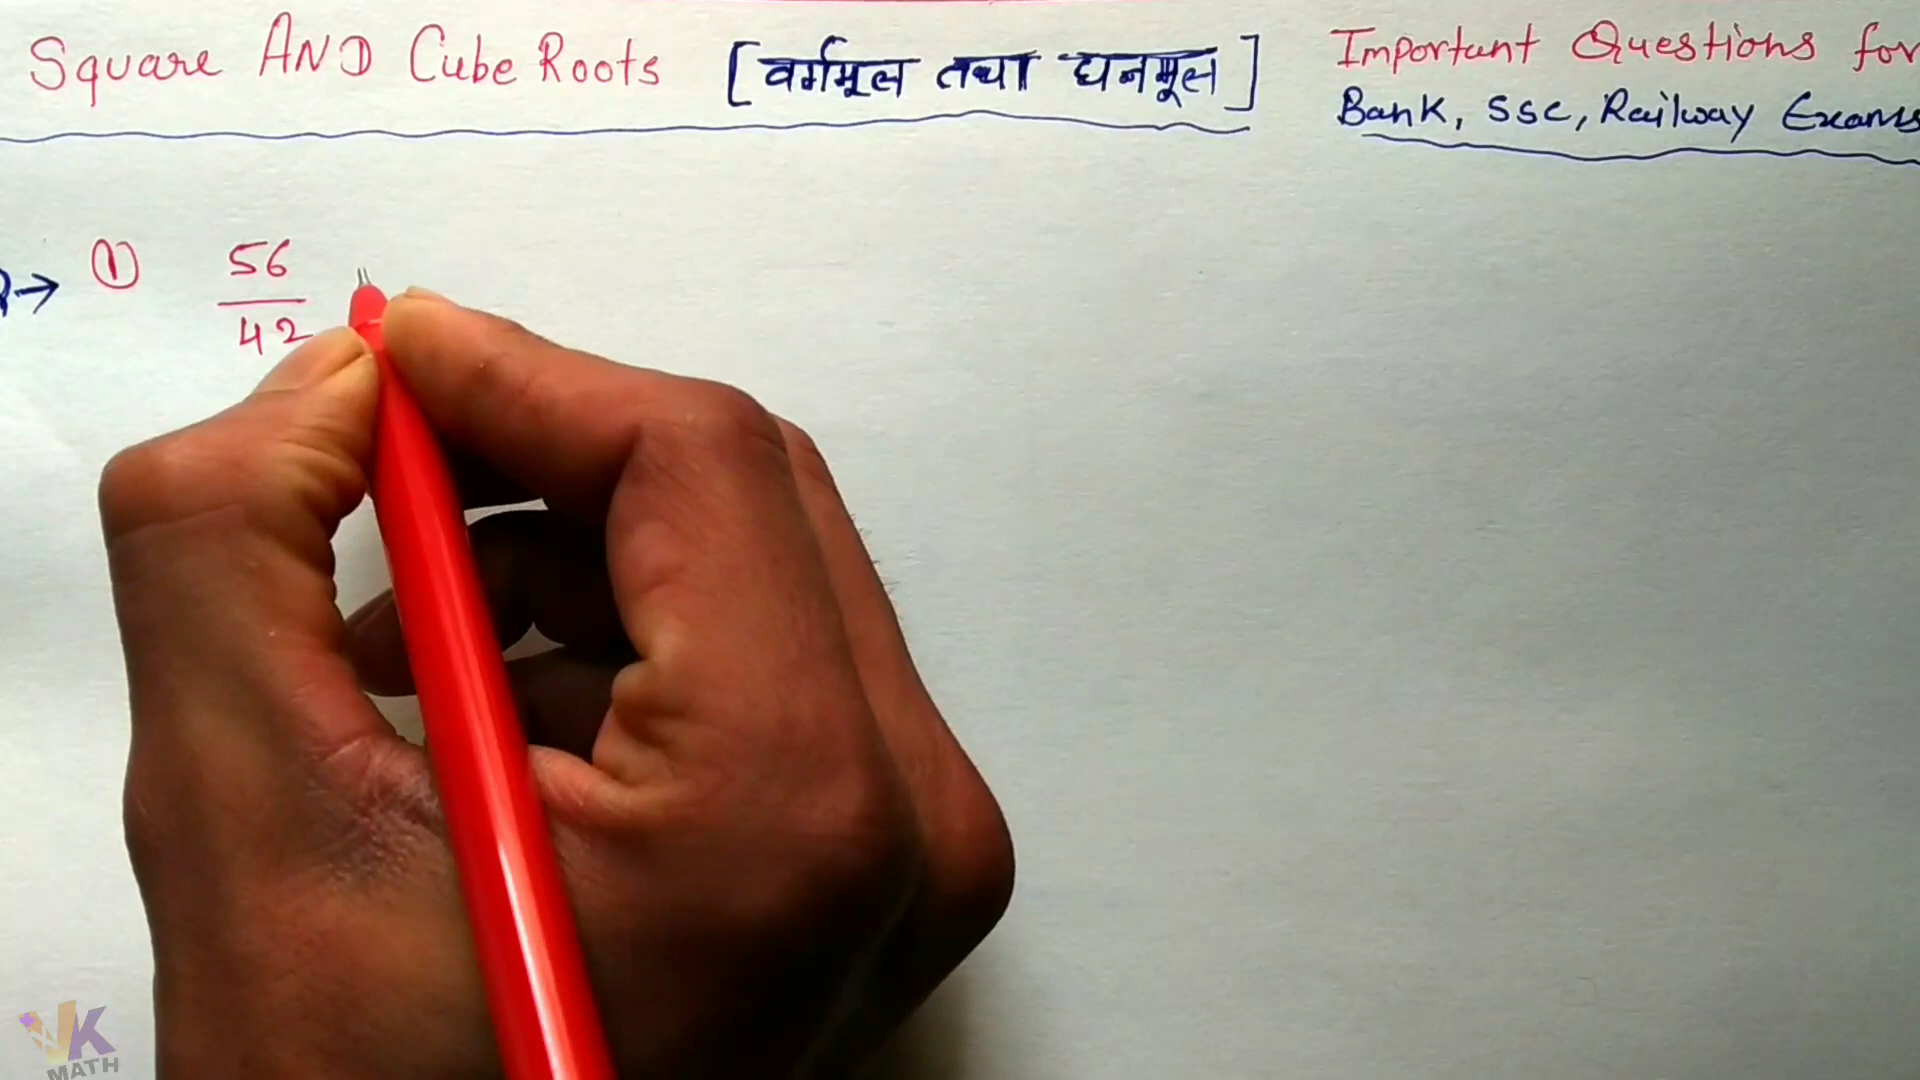 Square AND Cube Roots [वर्गमूल तथा घनमूल]
Important Questions for
Bank, SSC, Railway Exams
→ ① 56
42
VK
MATH